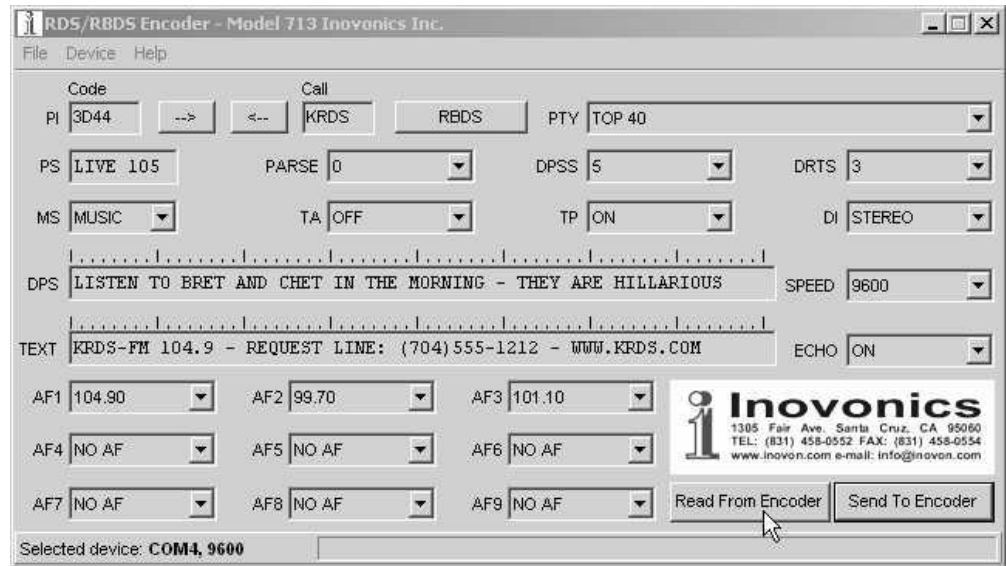 RDS/RBDS Encoder - Model 713 Inovonics Inc.
File Device Help
Code Call
PI 3D44 --> <-- KRDS RBDS PTY TOP 40
PS LIVE 105 PARSE 0 DPSS 5 DRTS 3
MS MUSIC TA OFF TP ON DI STEREO
DPS LISTEN TO BRET AND CHET IN THE MORNING - THEY ARE HILLARIOUS SPEED 9600
TEXT KRDS-FM 104.9 - REQUEST LINE: (704)555-1212 - WWW.KRDS.COM ECHO ON
AF1 104.90 AF2 99.70 AF3 101.10
AF4 NO AF AF5 NO AF AF6 NO AF
AF7 NO AF AF8 NO AF AF9 NO AF
Inovonics
1305 Fair Ave. Santa Cruz, CA 95060
TEL: (831) 458-0552 FAX: (831) 458-0554
www.inovon.com e-mail: info@inovon.com
Read From Encoder Send To Encoder
Selected device: COM4, 9600